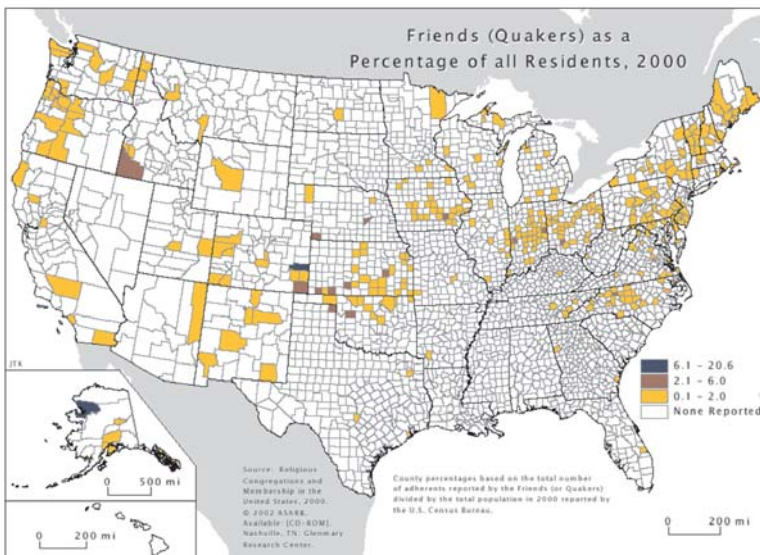 Friends (Quakers) as a
Percentage of all Residents, 2000
6.1 - 20.6
2.1 - 6.0
0.1 - 2.0
None Reported
JTK
0 500 mi
0 200 mi
Source: Religious
Congregations and
Membership in the
United States, 2000.
© 2002 ASARB.
Available: [CD-ROM].
Nashville, TN: Glenmary
Research Center.
County percentages based on the total number
of adherents reported by the Friends (or Quakers)
divided by the total population in 2000 reported by
the U.S. Census Bureau.
0 200 mi